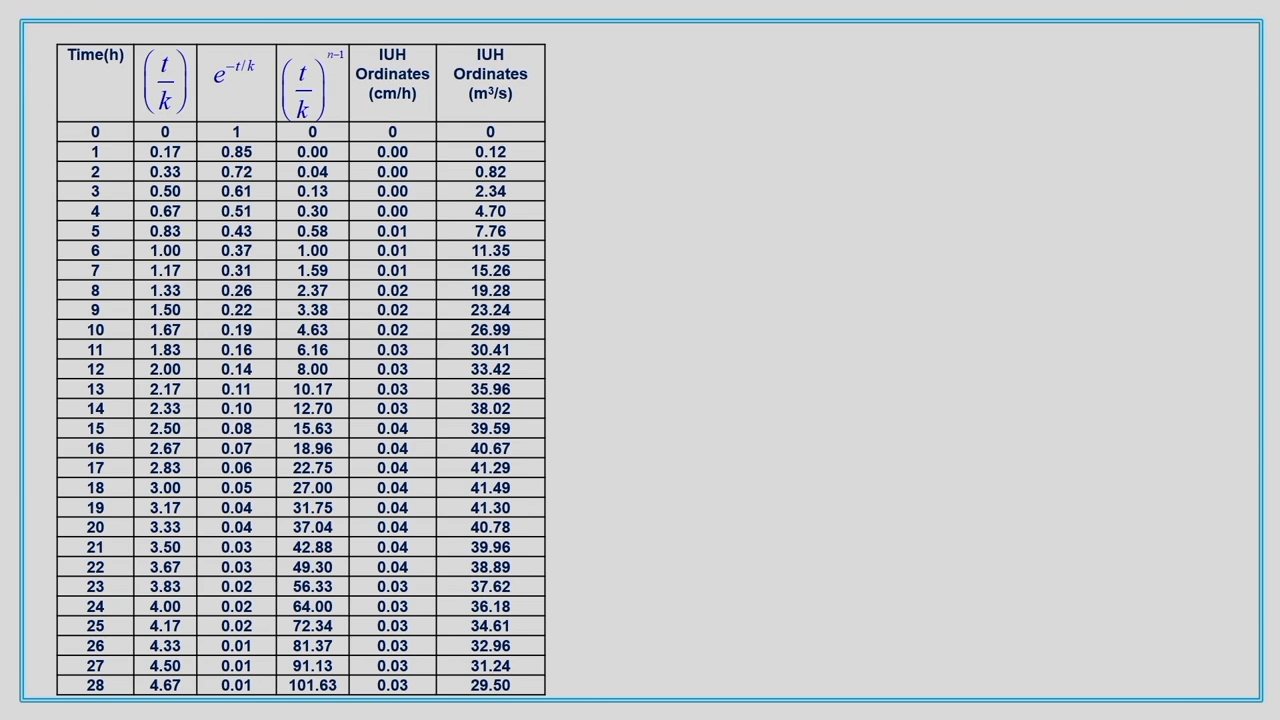 Time(h) (t/k) e^{-t/k} (t/k)^{n-1} IUH Ordinates (cm/h) IUH Ordinates (m³/s)
0 0 1 0 0 0
1 0.17 0.85 0.00 0.00 0.12
2 0.33 0.72 0.04 0.00 0.82
3 0.50 0.61 0.13 0.00 2.34
4 0.67 0.51 0.30 0.00 4.70
5 0.83 0.43 0.58 0.01 7.76
6 1.00 0.37 1.00 0.01 11.35
7 1.17 0.31 1.59 0.01 15.26
8 1.33 0.26 2.37 0.02 19.28
9 1.50 0.22 3.38 0.02 23.24
10 1.67 0.19 4.63 0.02 26.99
11 1.83 0.16 6.16 0.03 30.41
12 2.00 0.14 8.00 0.03 33.42
13 2.17 0.11 10.17 0.03 35.96
14 2.33 0.10 12.70 0.03 38.02
15 2.50 0.08 15.63 0.04 39.59
16 2.67 0.07 18.96 0.04 40.67
17 2.83 0.06 22.75 0.04 41.29
18 3.00 0.05 27.00 0.04 41.49
19 3.17 0.04 31.75 0.04 41.30
20 3.33 0.04 37.04 0.04 40.78
21 3.50 0.03 42.88 0.04 39.96
22 3.67 0.03 49.30 0.04 38.89
23 3.83 0.02 56.33 0.03 37.62
24 4.00 0.02 64.00 0.03 36.18
25 4.17 0.02 72.34 0.03 34.61
26 4.33 0.01 81.37 0.03 32.96
27 4.50 0.01 91.13 0.03 31.24
28 4.67 0.01 101.63 0.03 29.50